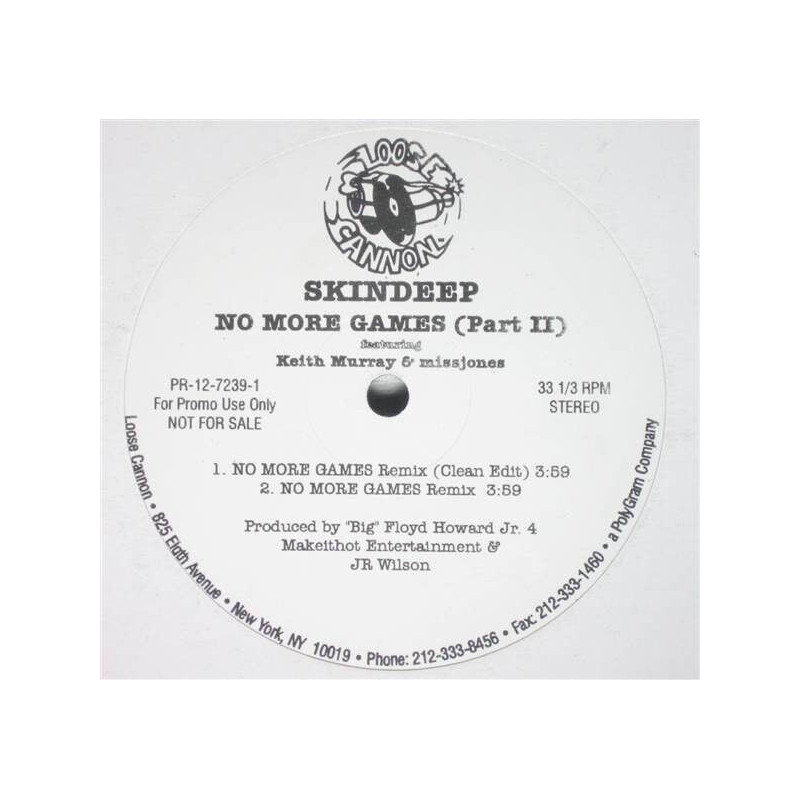 LOOSE
CANNON
SKINDEEP
NO MORE GAMES (Part II)
featuring
Keith Murray & missjones
PR-12-7239-1
For Promo Use Only
NOT FOR SALE
33 1/3 RPM
STEREO
1. NO MORE GAMES Remix (Clean Edit) 3:59
2. NO MORE GAMES Remix 3:59
Produced by "Big" Floyd Howard Jr. 4
Makeithot Entertainment &
JR Wilson
Loose Cannon • 825 Eigth Avenue • New York, NY 10019 • Phone: 212-333-8456 • Fax: 212-333-1460 • a PolyGram Company